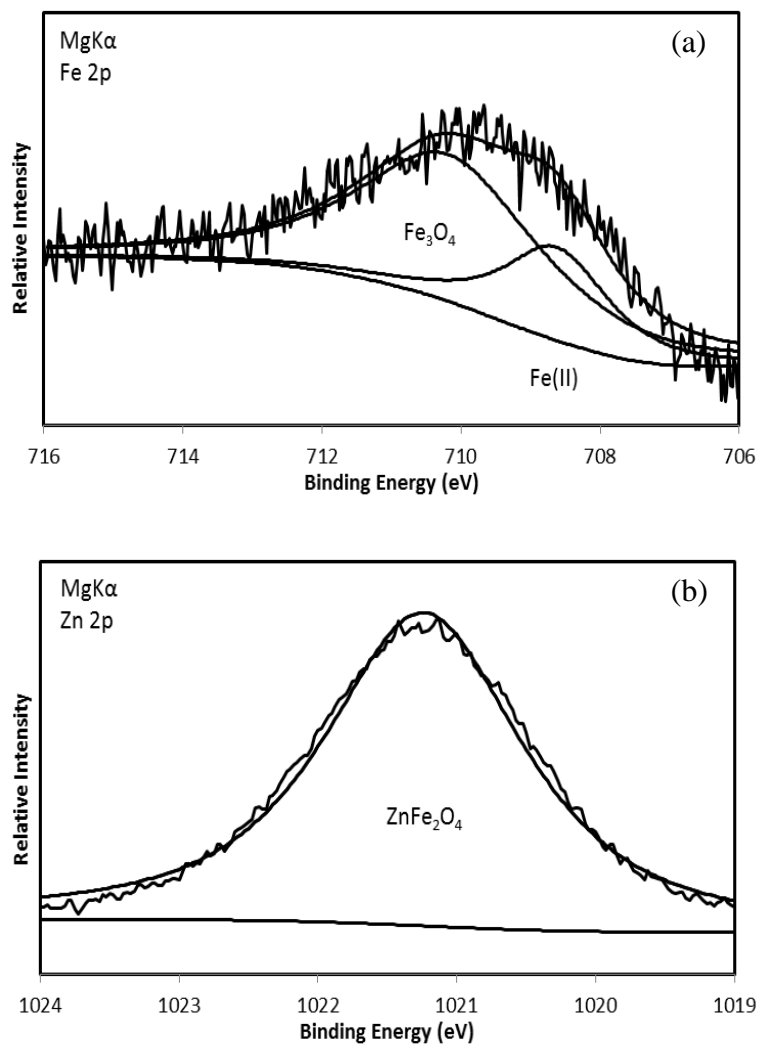 MgKα
Fe 2p
(a)
Relative Intensity
Fe₃O₄
Fe(II)
716 714 712 710 708 706
Binding Energy (eV)
MgKα
Zn 2p
(b)
Relative Intensity
ZnFe₂O₄
1024 1023 1022 1021 1020 1019
Binding Energy (eV)